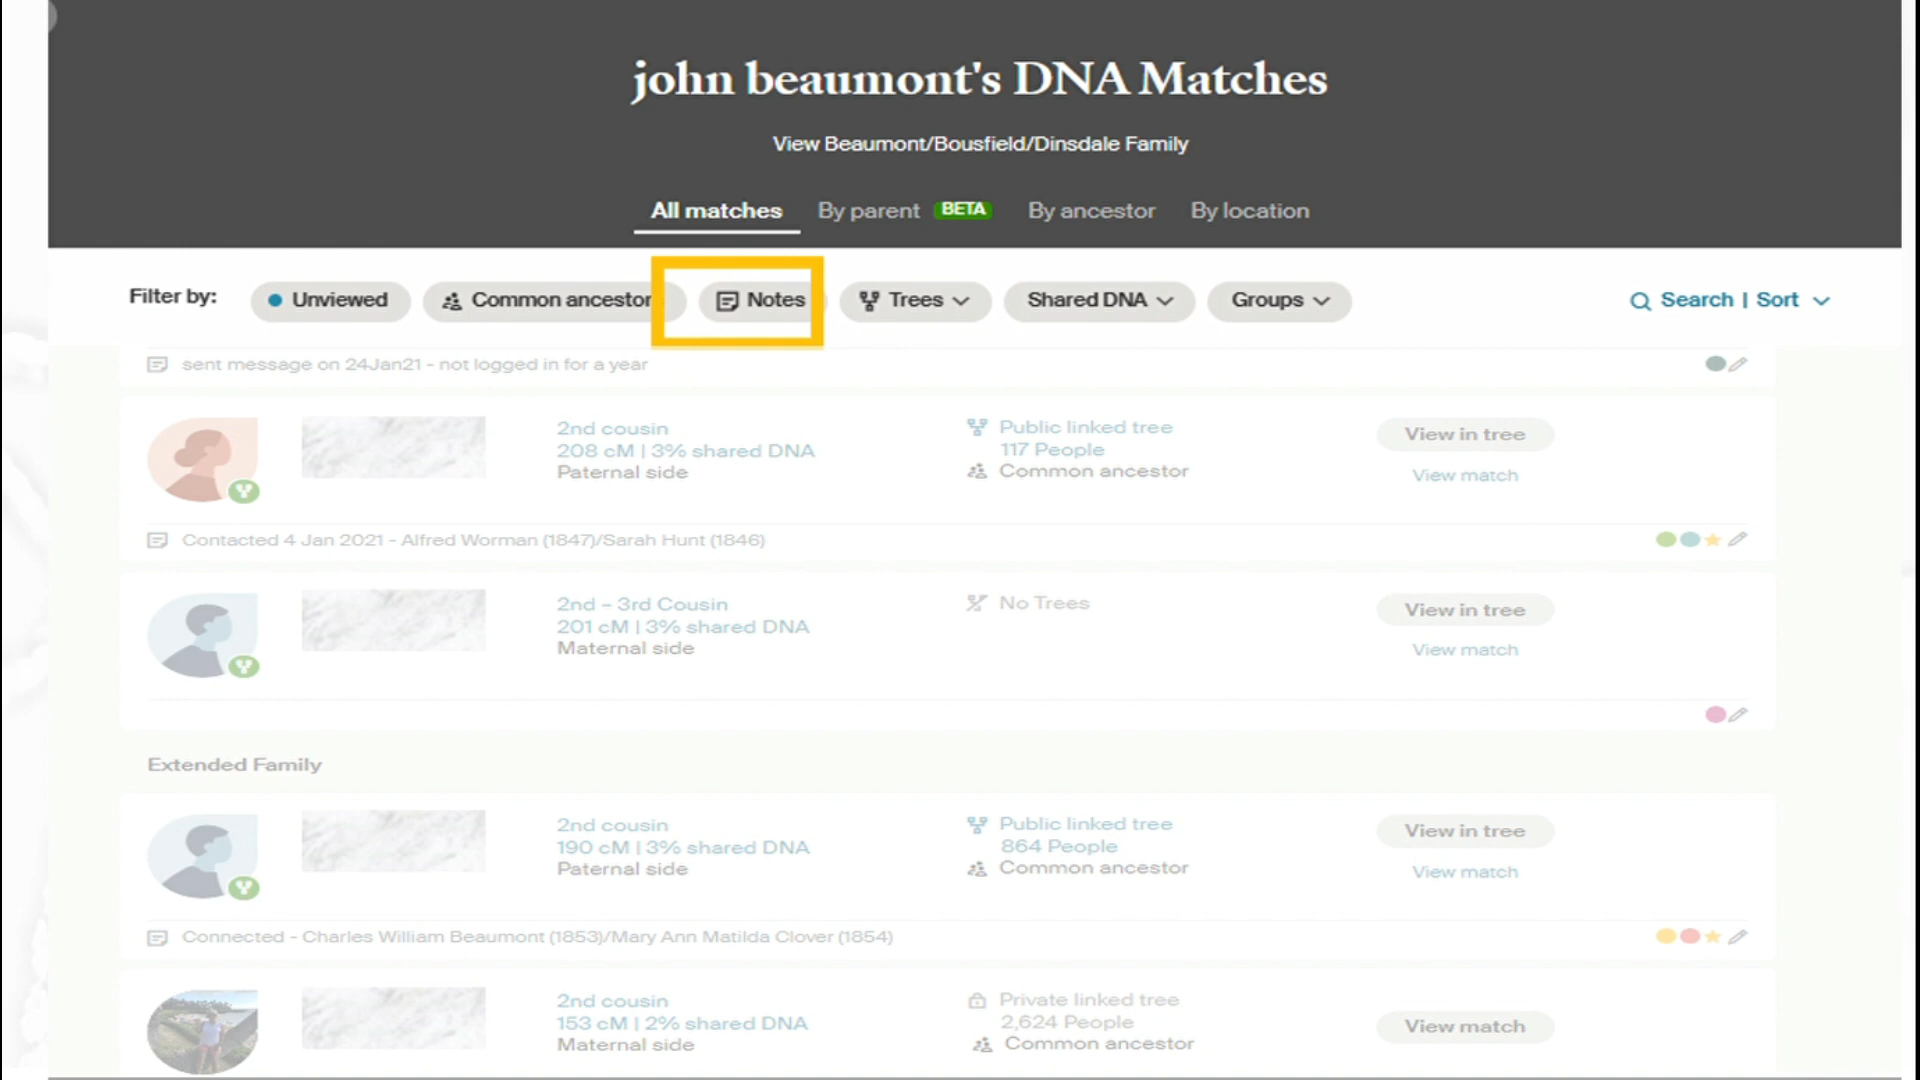 john beaumont's DNA Matches
View Beaumont/Bousfield/Dinsdale Family
All matches By parent BETA By ancestor By location
Filter by: Unviewed Common ancestor Notes Trees Shared DNA Groups Search | Sort
sent message on 24Jan21 - not logged in for a year
2nd cousin
208 cM | 3% shared DNA
Paternal side
Public linked tree
117 People
Common ancestor
View in tree
View match
Contacted 4 Jan 2021 - Alfred Worman (1847)/Sarah Hunt (1846)
2nd – 3rd Cousin
201 cM | 3% shared DNA
Maternal side
No Trees
View in tree
View match
Extended Family
2nd cousin
190 cM | 3% shared DNA
Paternal side
Public linked tree
864 People
Common ancestor
View in tree
View match
Connected - Charles William Beaumont (1853)/Mary Ann Matilda Clover (1854)
2nd cousin
153 cM | 2% shared DNA
Maternal side
Private linked tree
2,624 People
Common ancestor
View match